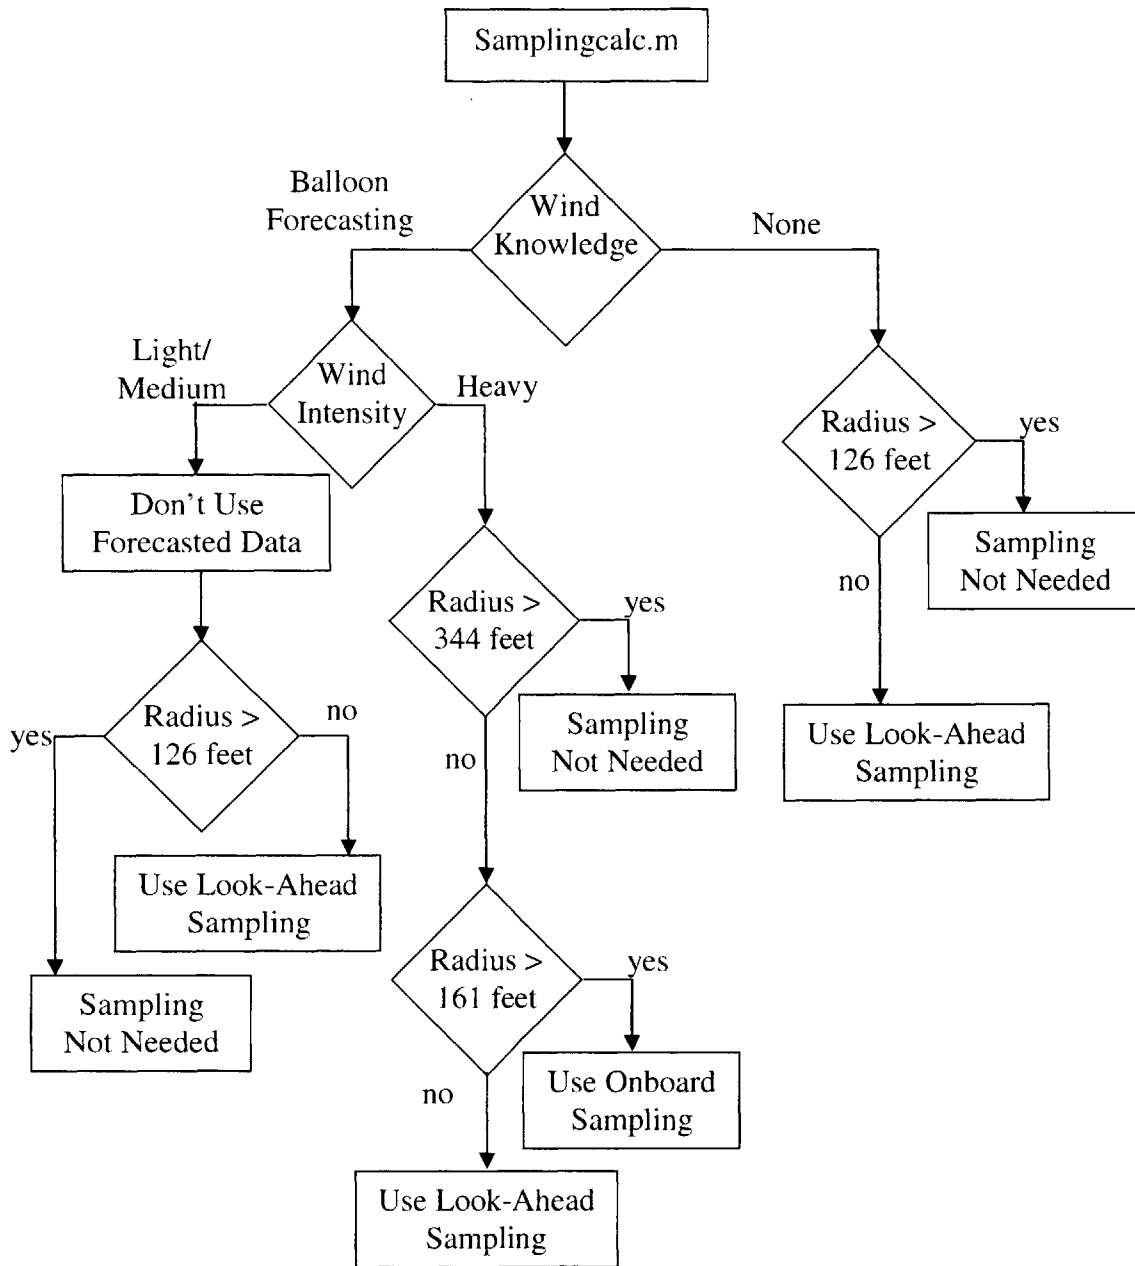 Samplingcalc.m
Balloon
Forecasting
Wind
Knowledge
None
Light/
Medium
Wind
Intensity
Heavy
Radius >
126 feet
yes
no
Sampling
Not Needed
Use Look-Ahead
Sampling
Don't Use
Forecasted Data
Radius >
344 feet
yes
no
Sampling
Not Needed
Radius >
126 feet
yes
no
Use Look-Ahead
Sampling
Sampling
Not Needed
Radius >
161 feet
yes
no
Use Onboard
Sampling
Use Look-Ahead
Sampling